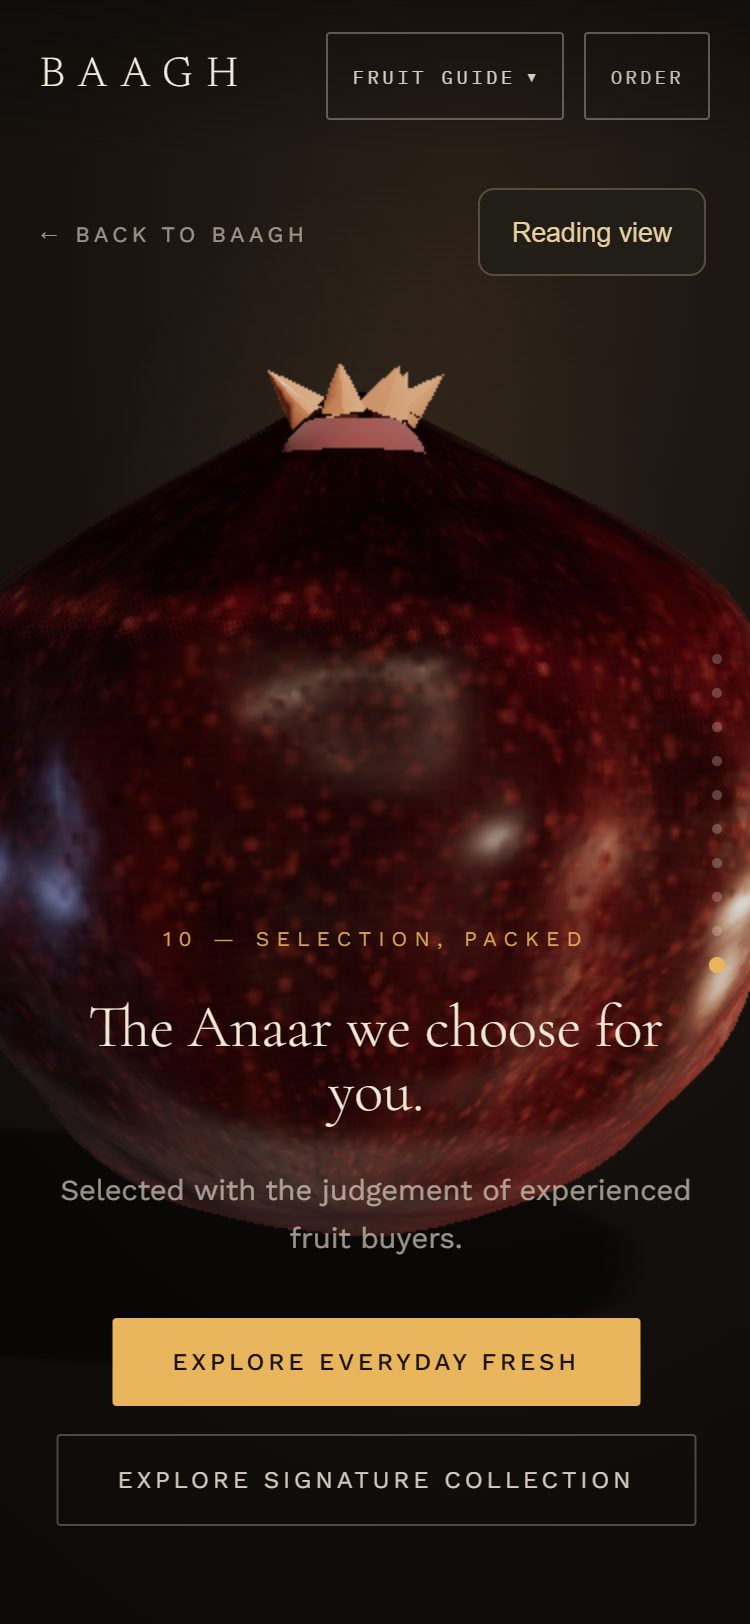 BAAGH
FRUIT GUIDE ▾
ORDER
← BACK TO BAAGH
Reading view
10 — SELECTION, PACKED
The Anaar we choose for
you.
Selected with the judgement of experienced
fruit buyers.
EXPLORE EVERYDAY FRESH
EXPLORE SIGNATURE COLLECTION